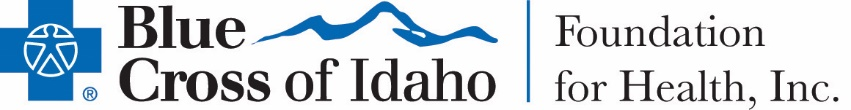 Blue
Cross of Idaho
®
Foundation
for Health, Inc.